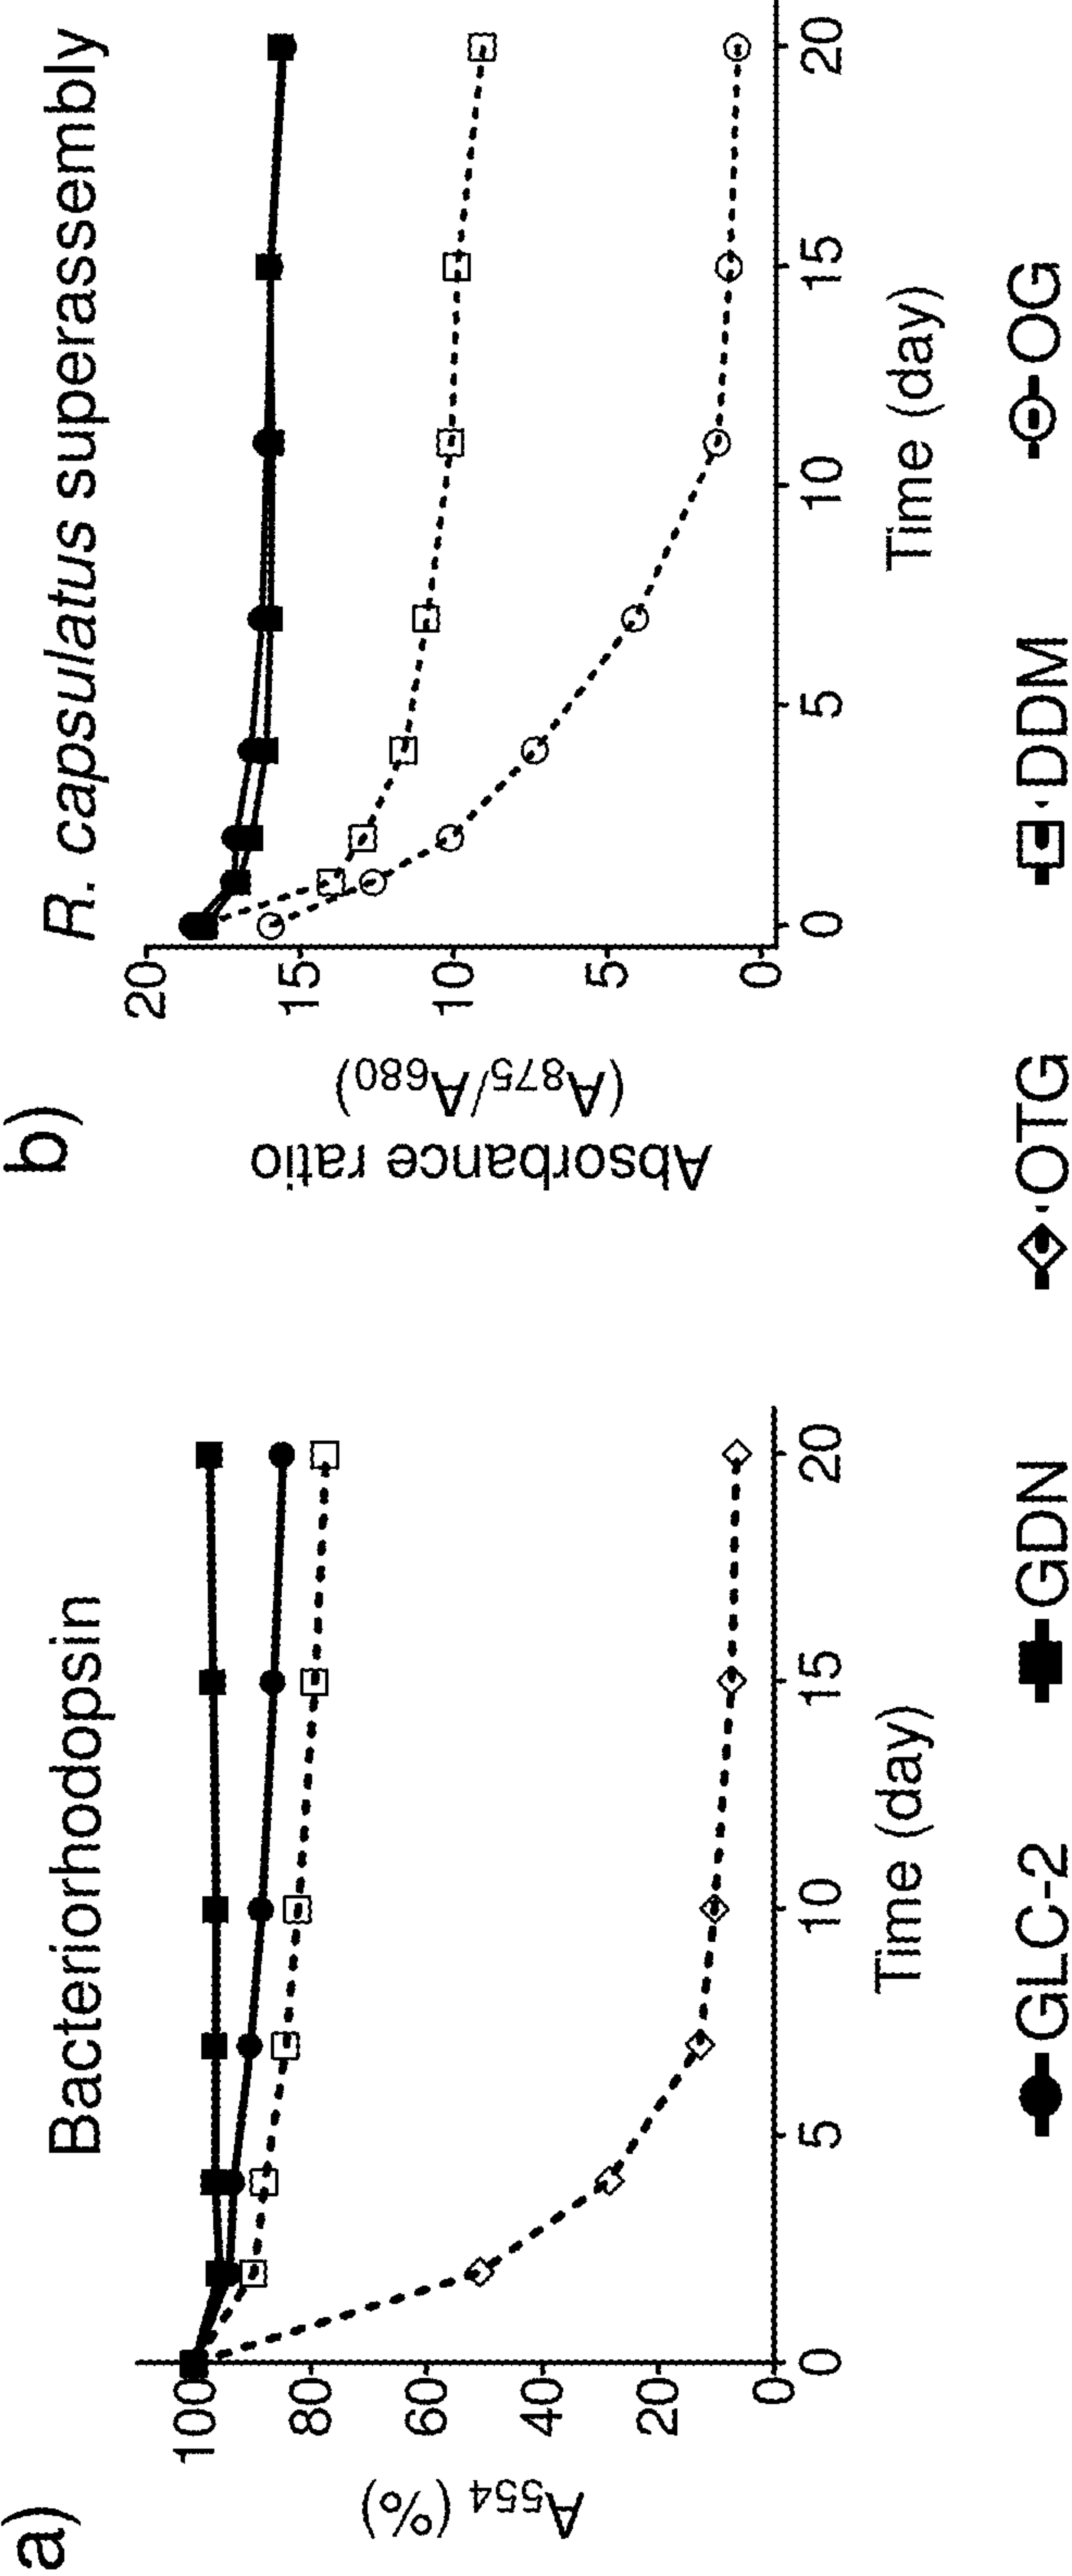 a)
Bacteriorhodopsin
A554 (%)
100
80
60
40
20
0
0 5 10 15 20
Time (day)
b)
R. capsulatus superassembly
Absorbance ratio
(A875/A680)
20
15
10
5
0
0 5 10 15 20
Time (day)
GLC-2 GDN OTG DDM OG